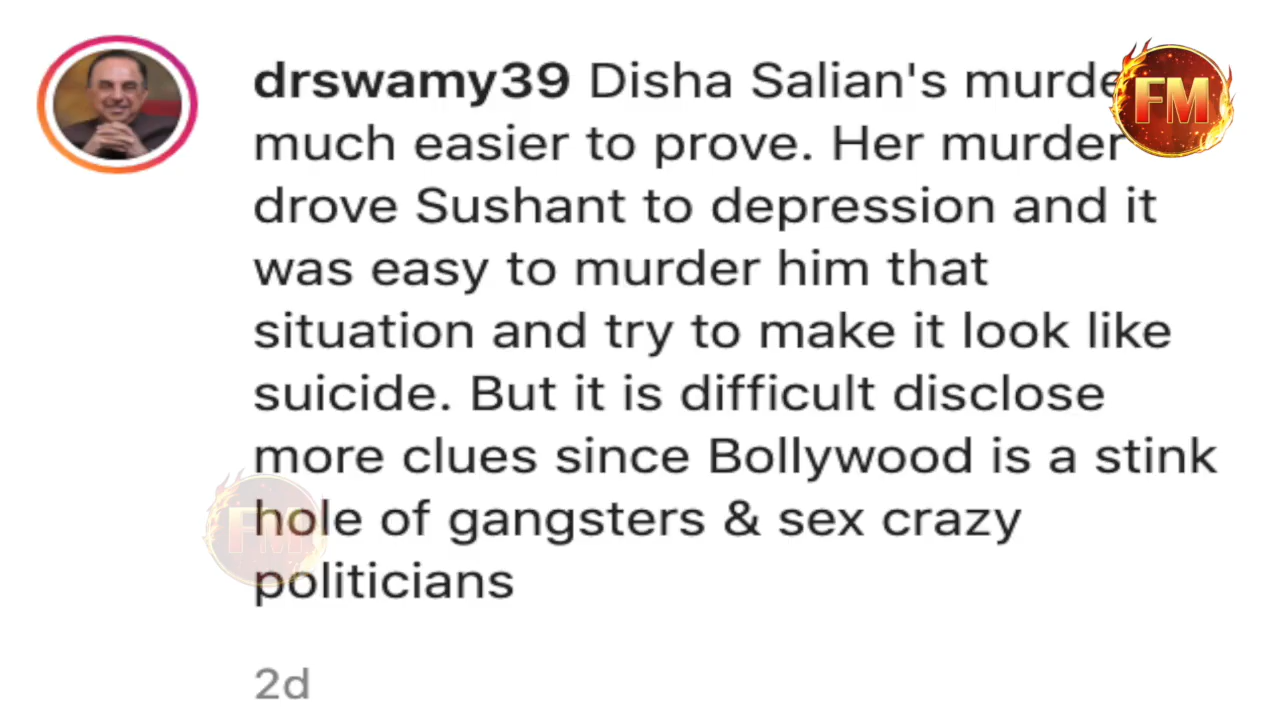 drswamy39 Disha Salian's murde
much easier to prove. Her murder
drove Sushant to depression and it
was easy to murder him that
situation and try to make it look like
suicide. But it is difficult disclose
more clues since Bollywood is a stink
hole of gangsters & sex crazy
politicians
2d
FM
FM